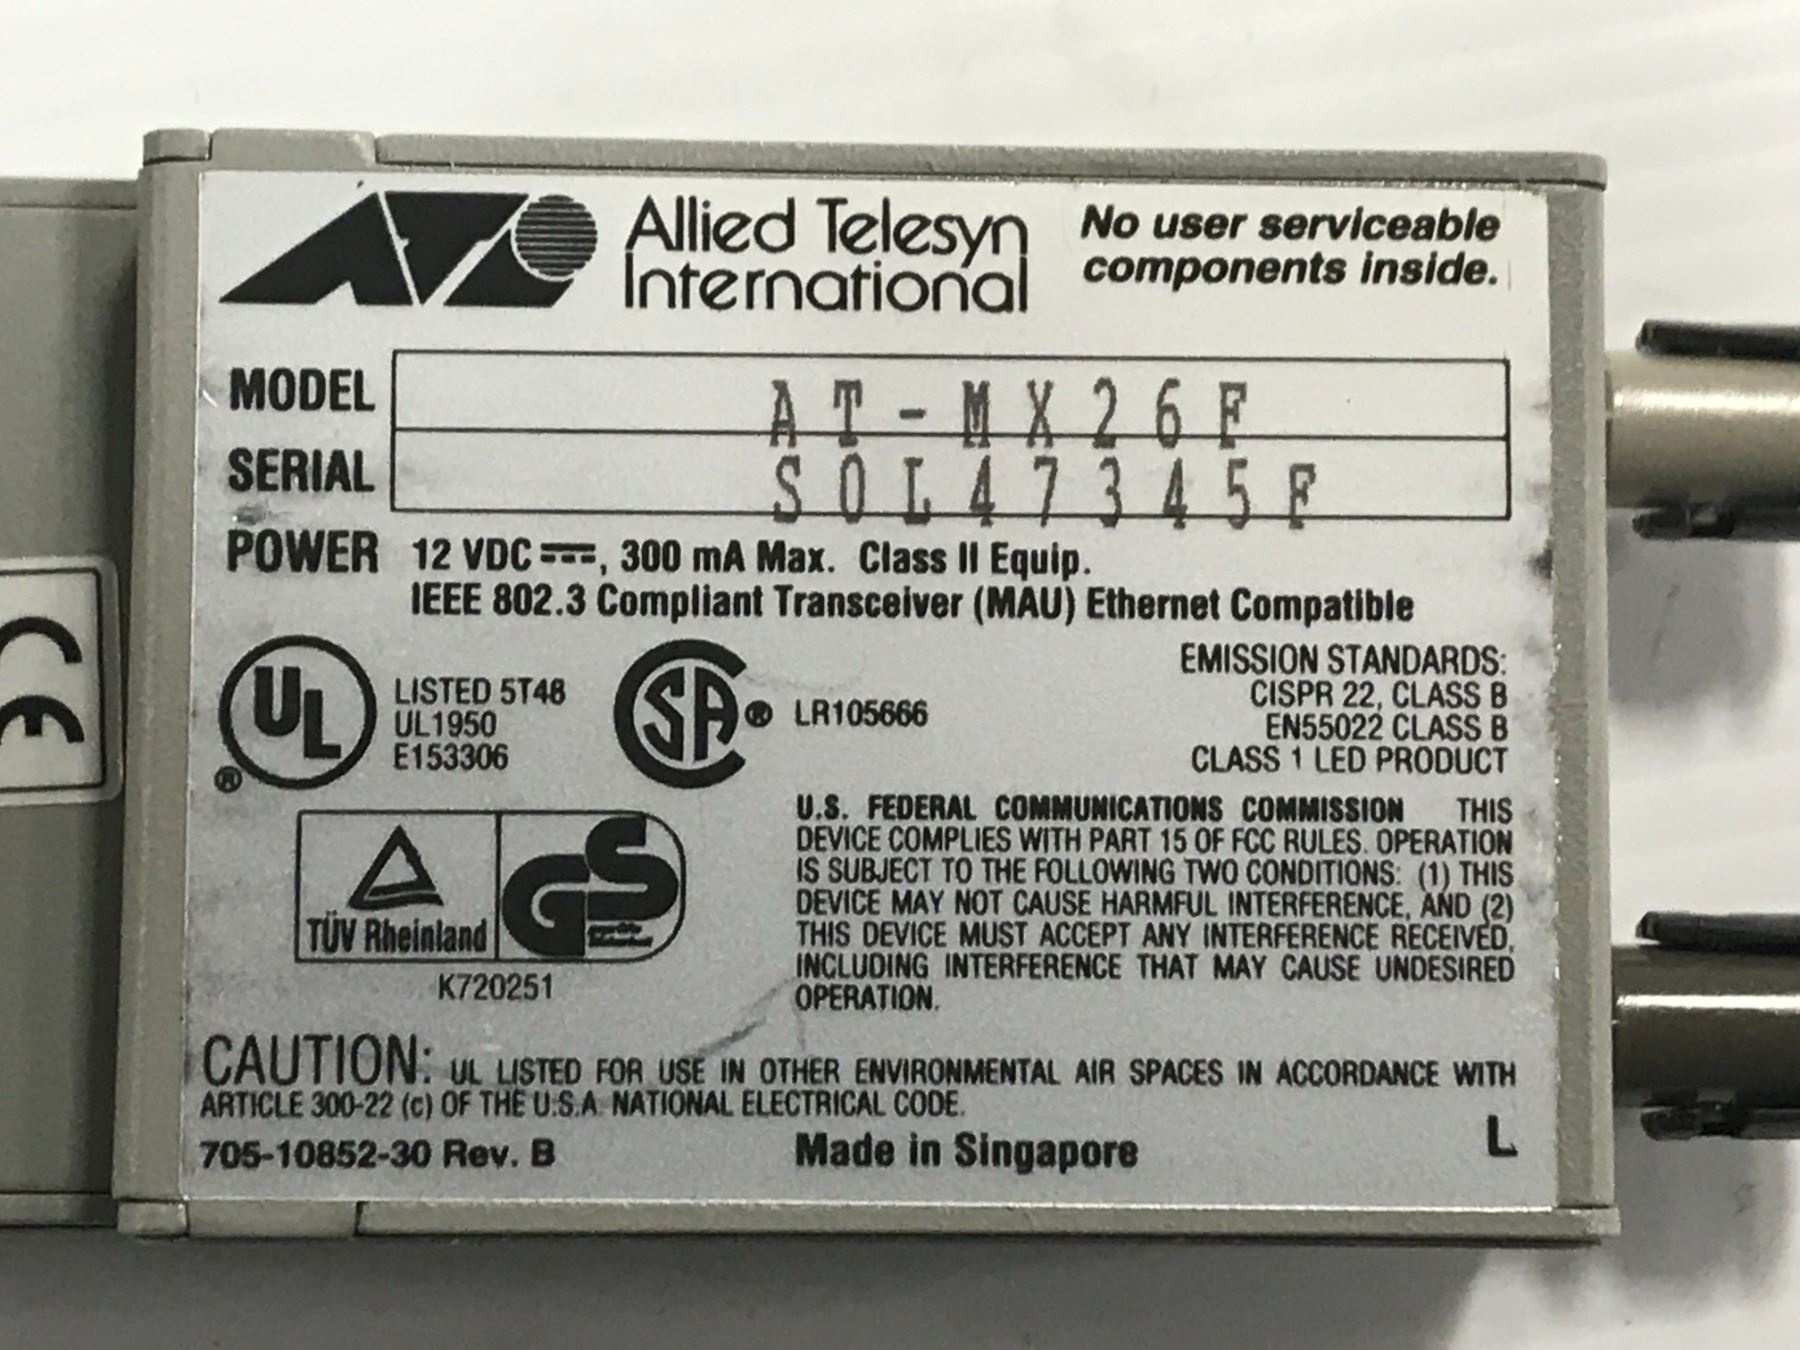 Allied Telesyn
International
No user serviceable
components inside.
MODEL AT-MX26F
SERIAL S0L47345F
POWER 12 VDC, 300 mA Max. Class II Equip.
IEEE 802.3 Compliant Transceiver (MAU) Ethernet Compatible
UL
®
LISTED 5T48
UL1950
E153306
SA ® LR105666
EMISSION STANDARDS:
CISPR 22, CLASS B
EN55022 CLASS B
CLASS 1 LED PRODUCT
CE
TÜV Rheinland
GS
K720251
U.S. FEDERAL COMMUNICATIONS COMMISSION THIS
DEVICE COMPLIES WITH PART 15 OF FCC RULES. OPERATION
IS SUBJECT TO THE FOLLOWING TWO CONDITIONS: (1) THIS
DEVICE MAY NOT CAUSE HARMFUL INTERFERENCE, AND (2)
THIS DEVICE MUST ACCEPT ANY INTERFERENCE RECEIVED,
INCLUDING INTERFERENCE THAT MAY CAUSE UNDESIRED
OPERATION.
CAUTION: UL LISTED FOR USE IN OTHER ENVIRONMENTAL AIR SPACES IN ACCORDANCE WITH
ARTICLE 300-22 (c) OF THE U.S.A. NATIONAL ELECTRICAL CODE.
705-10852-30 Rev. B
Made in Singapore
L